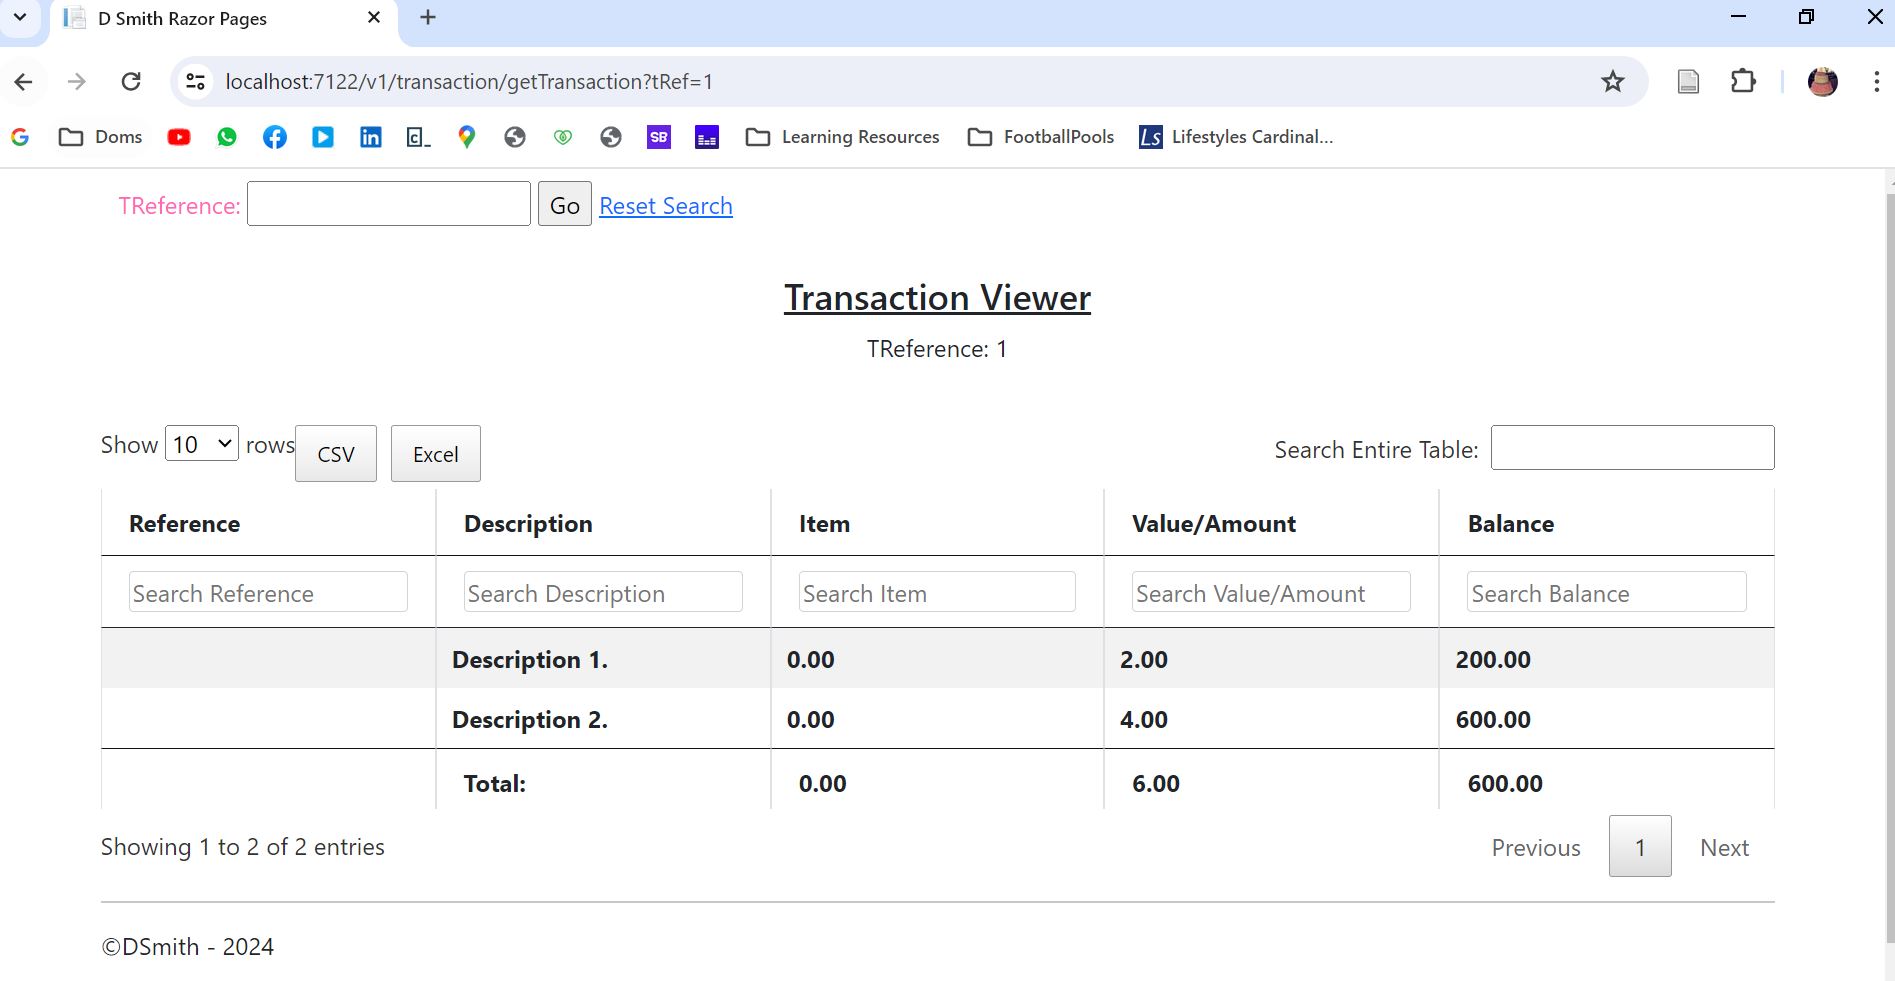 D Smith Razor Pages
localhost:7122/v1/transaction/getTransaction?tRef=1
Doms c_ SB Learning Resources FootballPools Ls Lifestyles Cardinal...
TReference: Go Reset Search
Transaction Viewer
TReference: 1
Show 10 rows CSV Excel Search Entire Table:
Reference Description Item Value/Amount Balance
Search Reference Search Description Search Item Search Value/Amount Search Balance
Description 1. 0.00 2.00 200.00
Description 2. 0.00 4.00 600.00
Total: 0.00 6.00 600.00
Showing 1 to 2 of 2 entries Previous 1 Next
©DSmith - 2024